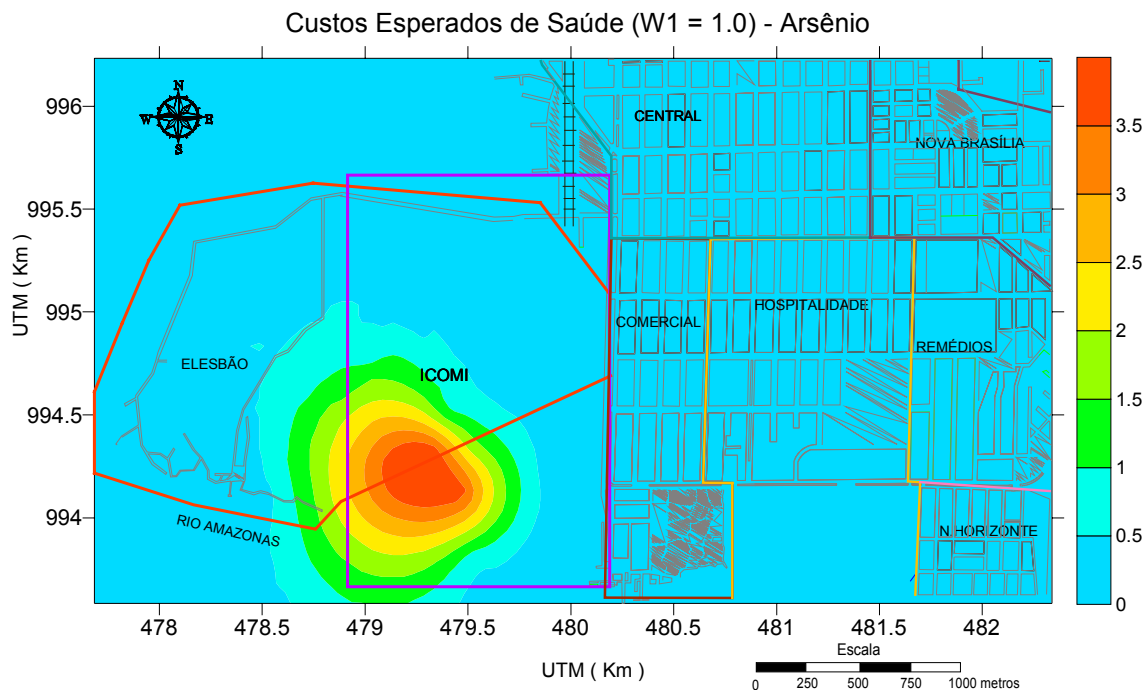 Custos Esperados de Saúde (W1 = 1.0) - Arsênio
N
W E
S
996
995.5
995
994.5
994
UTM ( Km )
CENTRAL
NOVA BRASÍLIA
COMERCIAL
HOSPITALIDADE
REMÉDIOS
ELESBÃO
ICOMI
RIO AMAZONAS
N.HORIZONTE
3.5
3
2.5
2
1.5
1
0.5
0
478 478.5 479 479.5 480 480.5 481 481.5 482
UTM ( Km )
Escala
0 250 500 750 1000 metros